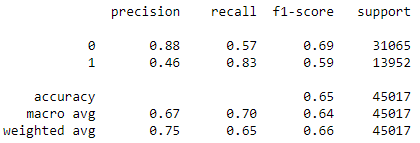 precision recall f1-score support
0 0.88 0.57 0.69 31065
1 0.46 0.83 0.59 13952
accuracy 0.65 45017
macro avg 0.67 0.70 0.64 45017
weighted avg 0.75 0.65 0.66 45017